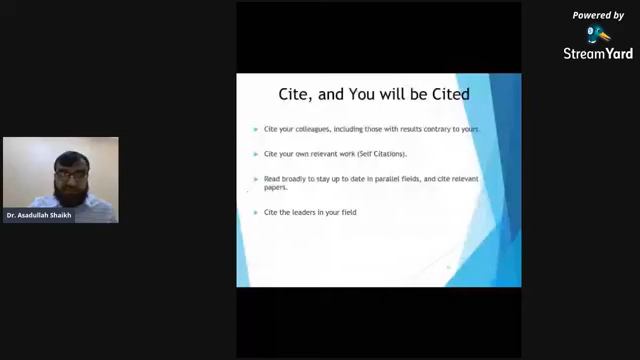 Powered by
StreamYard
Cite, and You will be Cited
Cite your colleagues, including those with results contrary to yours.
Cite your own relevant work (Self Citations).
Read broadly to stay up to date in parallel fields, and cite relevant
papers.
Cite the leaders in your field
Dr. Asadullah Shaikh